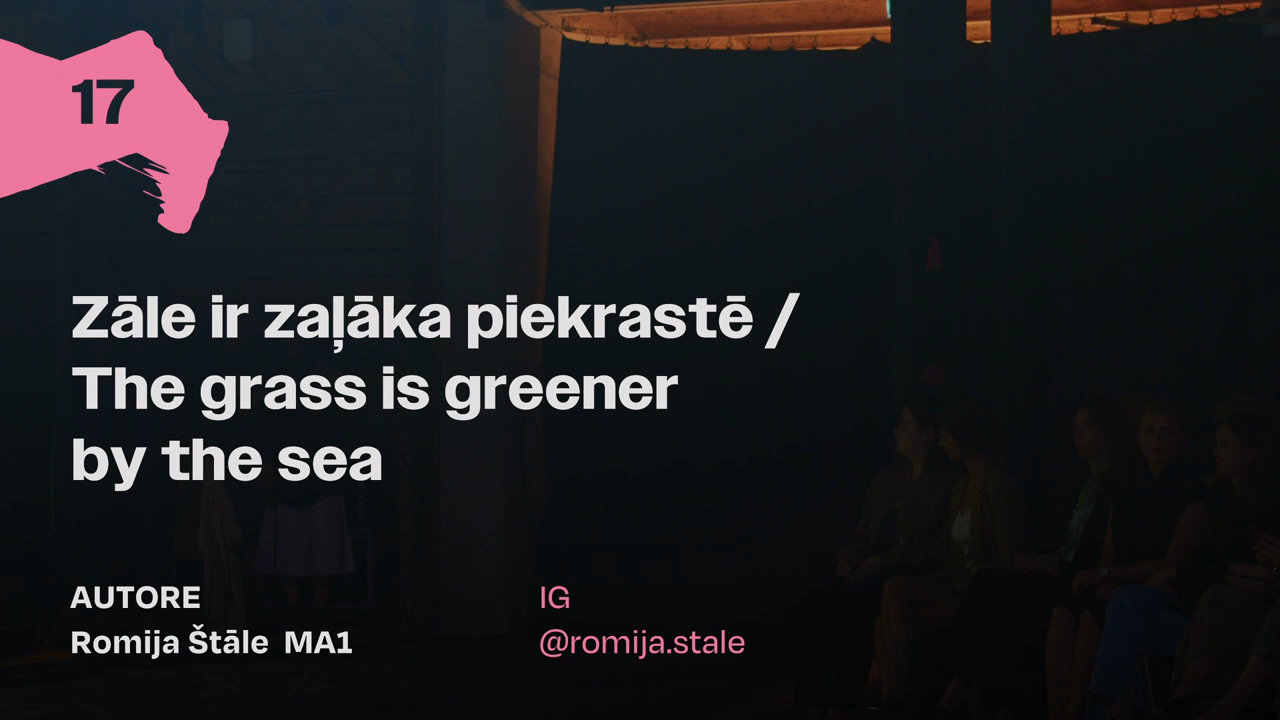 17
Zāle ir zaļāka piekrastē /
The grass is greener
by the sea
AUTORE
Romija Štāle MA1
IG
@romija.stale